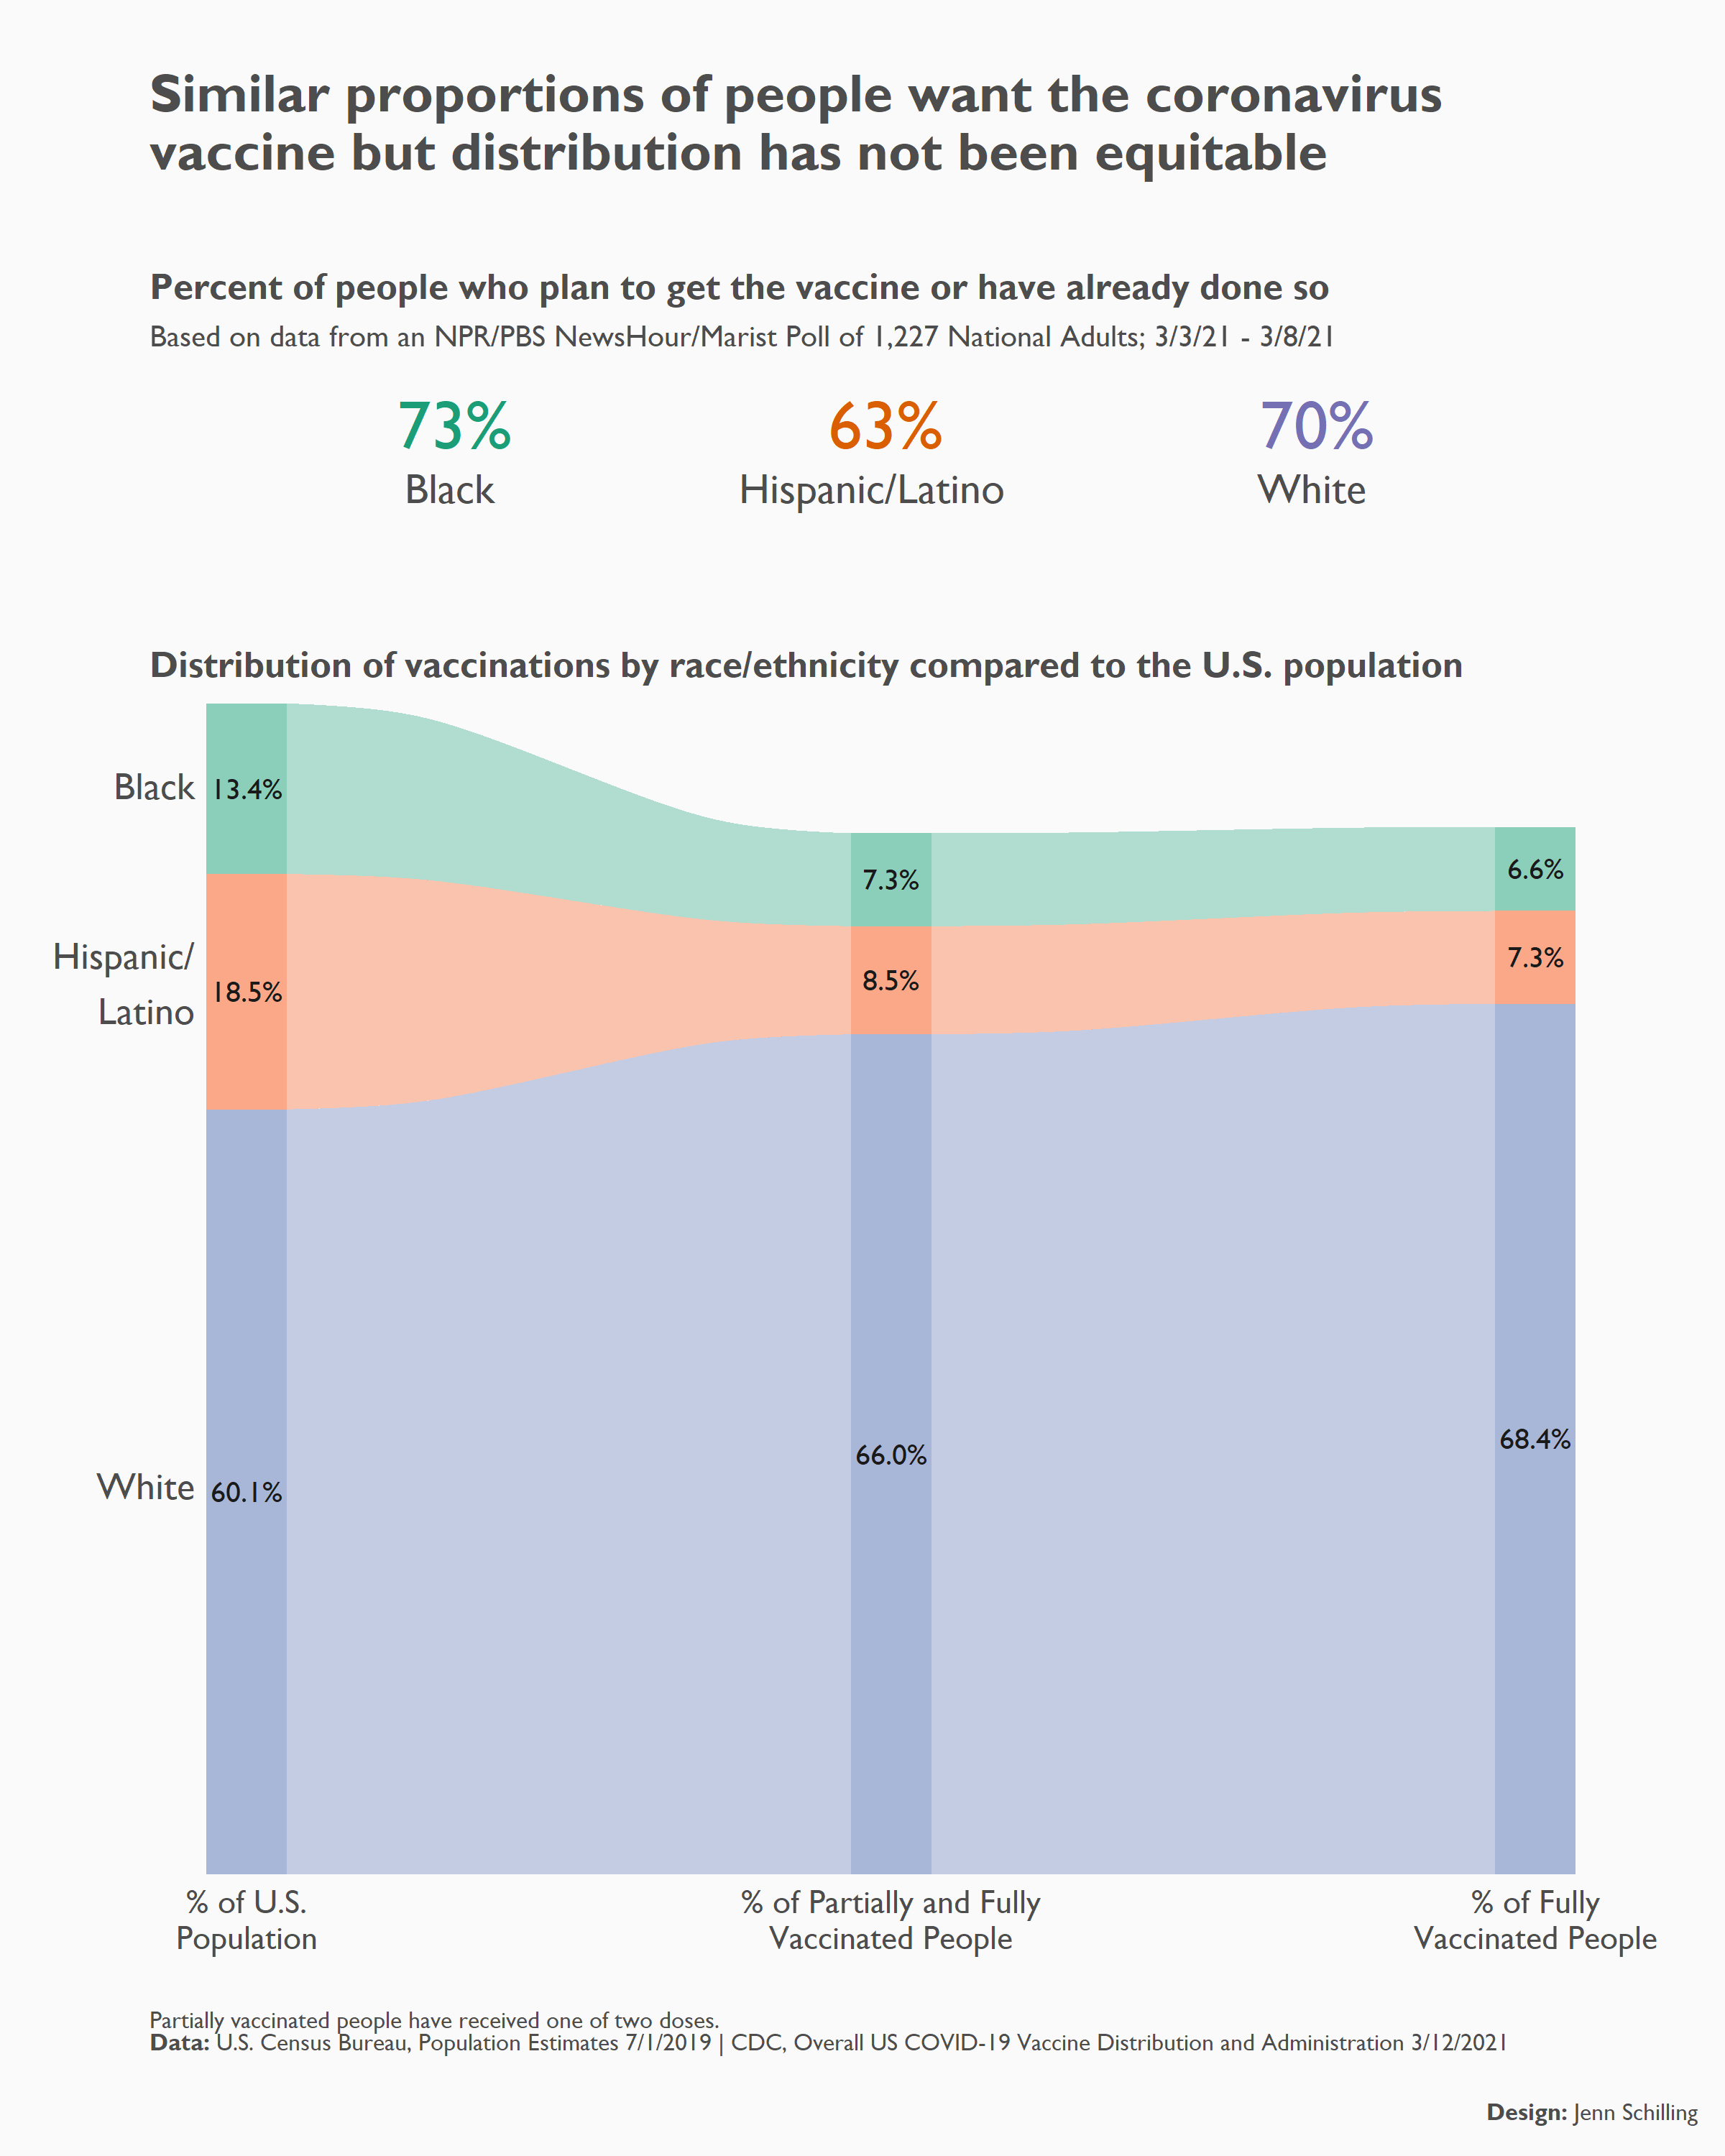 Similar proportions of people want the coronavirus
vaccine but distribution has not been equitable
Percent of people who plan to get the vaccine or have already done so
Based on data from an NPR/PBS NewsHour/Marist Poll of 1,227 National Adults; 3/3/21 - 3/8/21
73% 63% 70%
Black Hispanic/Latino White
Distribution of vaccinations by race/ethnicity compared to the U.S. population
Black 13.4%
7.3%
6.6%
Hispanic/
Latino
18.5%
8.5%
7.3%
White 60.1%
66.0%
68.4%
% of U.S.
Population
% of Partially and Fully
Vaccinated People
% of Fully
Vaccinated People
Partially vaccinated people have received one of two doses.
Data: U.S. Census Bureau, Population Estimates 7/1/2019 | CDC, Overall US COVID-19 Vaccine Distribution and Administration 3/12/2021
Design: Jenn Schilling